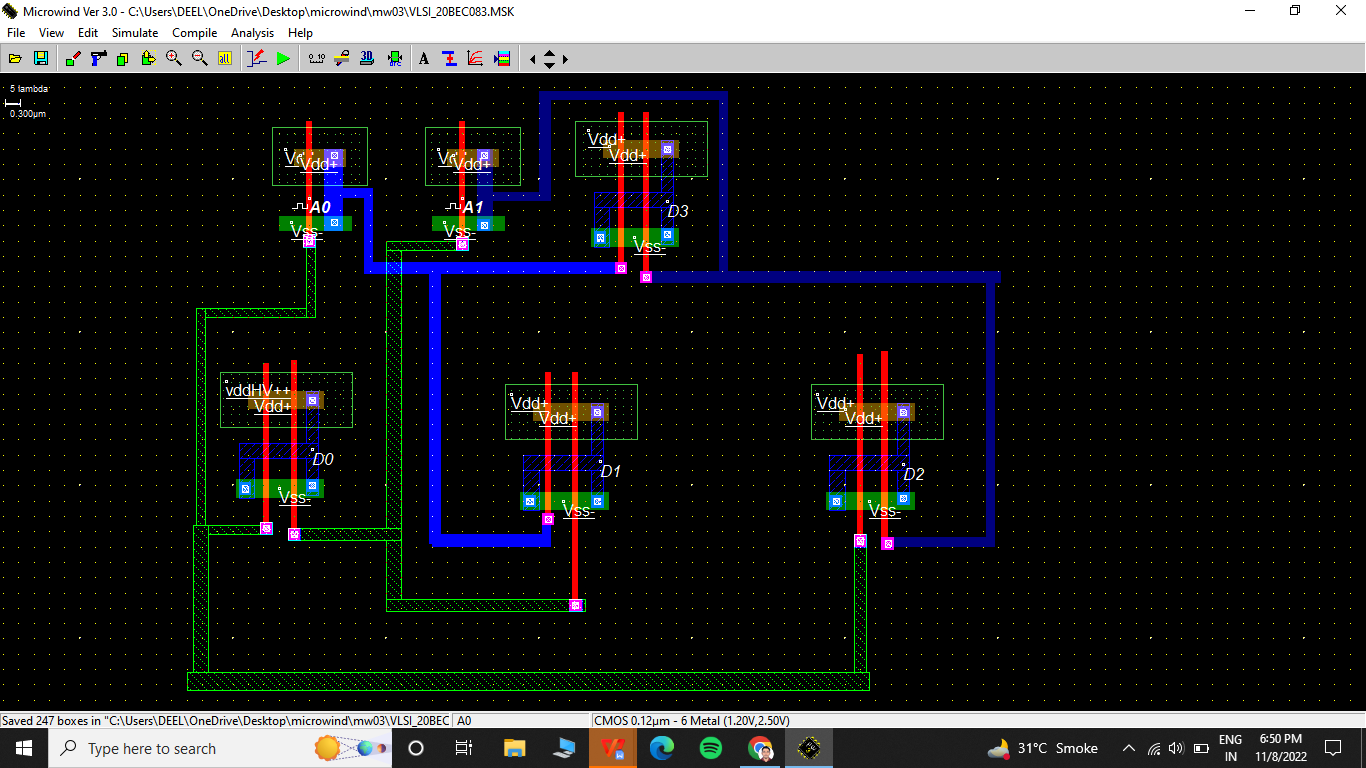 Microwind Ver 3.0 - C:\Users\DEEL\OneDrive\Desktop\microwind\mw03\VLSI_20BEC083.MSK
File View Edit Simulate Compile Analysis Help
5 lambda
0.300µm
Vdd+
Vdd+
Vdd+
Vdd+
A0
A1
D3
Vss-
Vss-
Vss-
vddHV++
Vdd+
Vdd+
Vdd+
Vdd+
Vdd+
D0
D1
D2
Vss-
Vss-
Vss-
Saved 247 boxes in "C:\Users\DEEL\OneDrive\Desktop\microwind\mw03\VLSI_20BEC A0 CMOS 0.12µm - 6 Metal (1.20V,2.50V)
Type here to search
31°C Smoke
ENG
IN
6:50 PM
11/8/2022